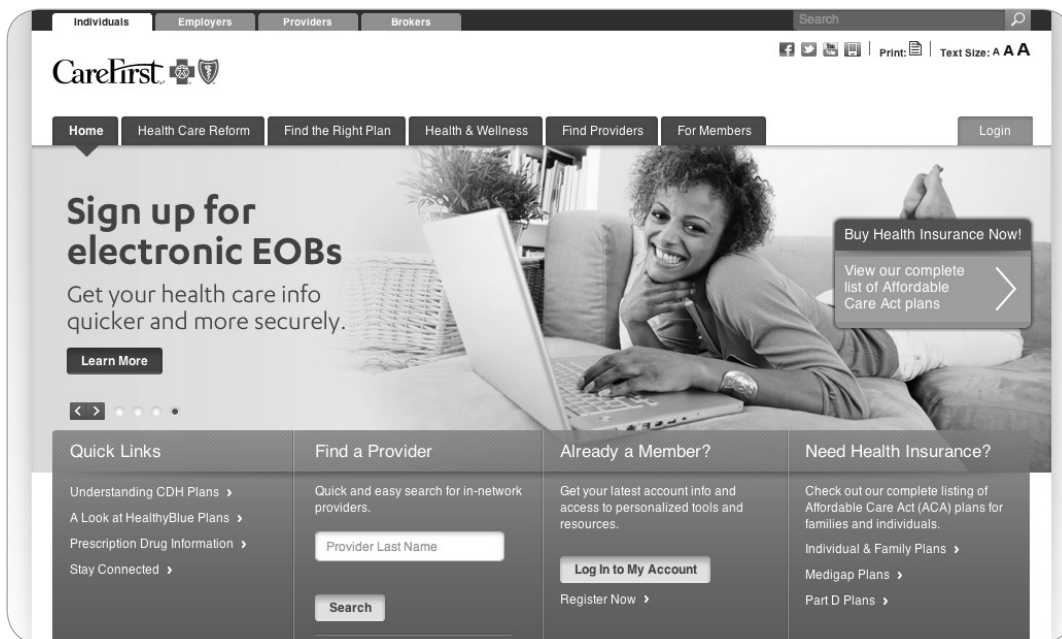 Individuals
Employers
Providers
Brokers
Search
Print:
Text Size: A A A
CareFirst
Home
Health Care Reform
Find the Right Plan
Health & Wellness
Find Providers
For Members
Login
Sign up for
electronic EOBs
Get your health care info
quicker and more securely.
Learn More
Buy Health Insurance Now!
View our complete
list of Affordable
Care Act plans
Quick Links
Understanding CDH Plans
A Look at HealthyBlue Plans
Prescription Drug Information
Stay Connected
Find a Provider
Quick and easy search for in-network
providers.
Provider Last Name
Search
Already a Member?
Get your latest account info and
access to personalized tools and
resources.
Log In to My Account
Register Now
Need Health Insurance?
Check out our complete listing of
Affordable Care Act (ACA) plans for
families and individuals.
Individual & Family Plans
Medigap Plans
Part D Plans